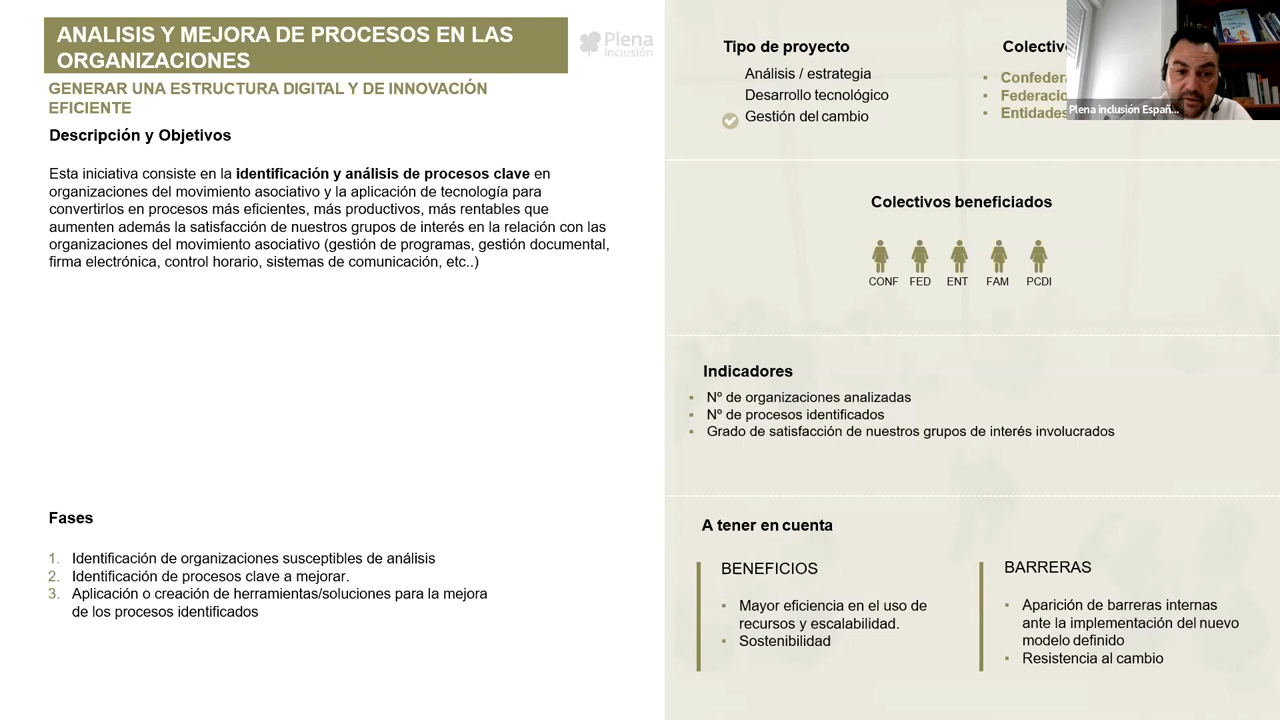 ANALISIS Y MEJORA DE PROCESOS EN LAS
ORGANIZACIONES
Plena
inclusión
GENERAR UNA ESTRUCTURA DIGITAL Y DE INNOVACIÓN
EFICIENTE
Descripción y Objetivos
Esta iniciativa consiste en la identificación y análisis de procesos clave en
organizaciones del movimiento asociativo y la aplicación de tecnología para
convertirlos en procesos más eficientes, más productivos, más rentables que
aumenten además la satisfacción de nuestros grupos de interés en la relación con las
organizaciones del movimiento asociativo (gestión de programas, gestión documental,
firma electrónica, control horario, sistemas de comunicación, etc..)
Fases
1. Identificación de organizaciones susceptibles de análisis
2. Identificación de procesos clave a mejorar.
3. Aplicación o creación de herramientas/soluciones para la mejora
de los procesos identificados
Tipo de proyecto
Análisis / estrategia
Desarrollo tecnológico
Gestión del cambio
Colectiv
Confeder
Federacio
Entidades
Plena inclusión Españ...
Colectivos beneficiados
CONF FED ENT FAM PCDI
Indicadores
▪ Nº de organizaciones analizadas
▪ Nº de procesos identificados
▪ Grado de satisfacción de nuestros grupos de interés involucrados
A tener en cuenta
BENEFICIOS
▪ Mayor eficiencia en el uso de
recursos y escalabilidad.
▪ Sostenibilidad
BARRERAS
▪ Aparición de barreras internas
ante la implementación del nuevo
modelo definido
▪ Resistencia al cambio